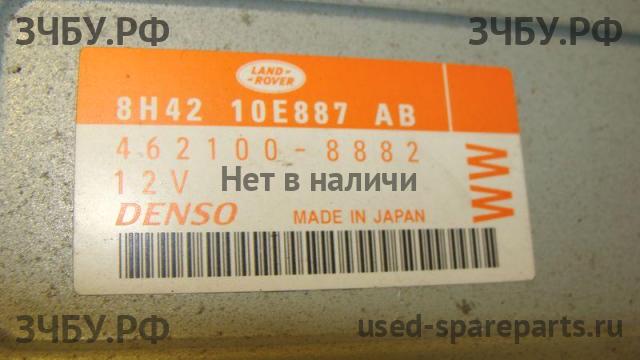 ЗЧБУ.РФ ЗЧБУ.РФ
LAND-
-ROVER
8H42 10E887 AB
462100-8882
12V
Нет в наличи
DENSO
MADE IN JAPAN
WW
ЗЧБУ.РФ
used-spareparts.ru